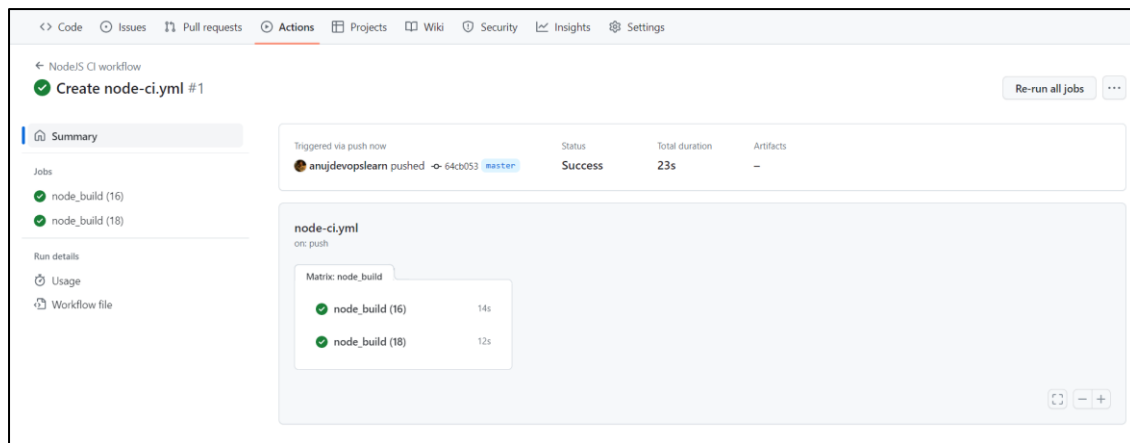 <> Code Issues Pull requests Actions Projects Wiki Security Insights Settings
← NodeJS CI workflow
Create node-ci.yml #1
Re-run all jobs ...
Summary
Jobs
node_build (16)
node_build (18)
Run details
Usage
Workflow file
Triggered via push now Status Total duration Artifacts
anujdevopslearn pushed 64cb053 master Success 23s –
node-ci.yml
on: push
Matrix: node_build
node_build (16) 14s
node_build (18) 12s